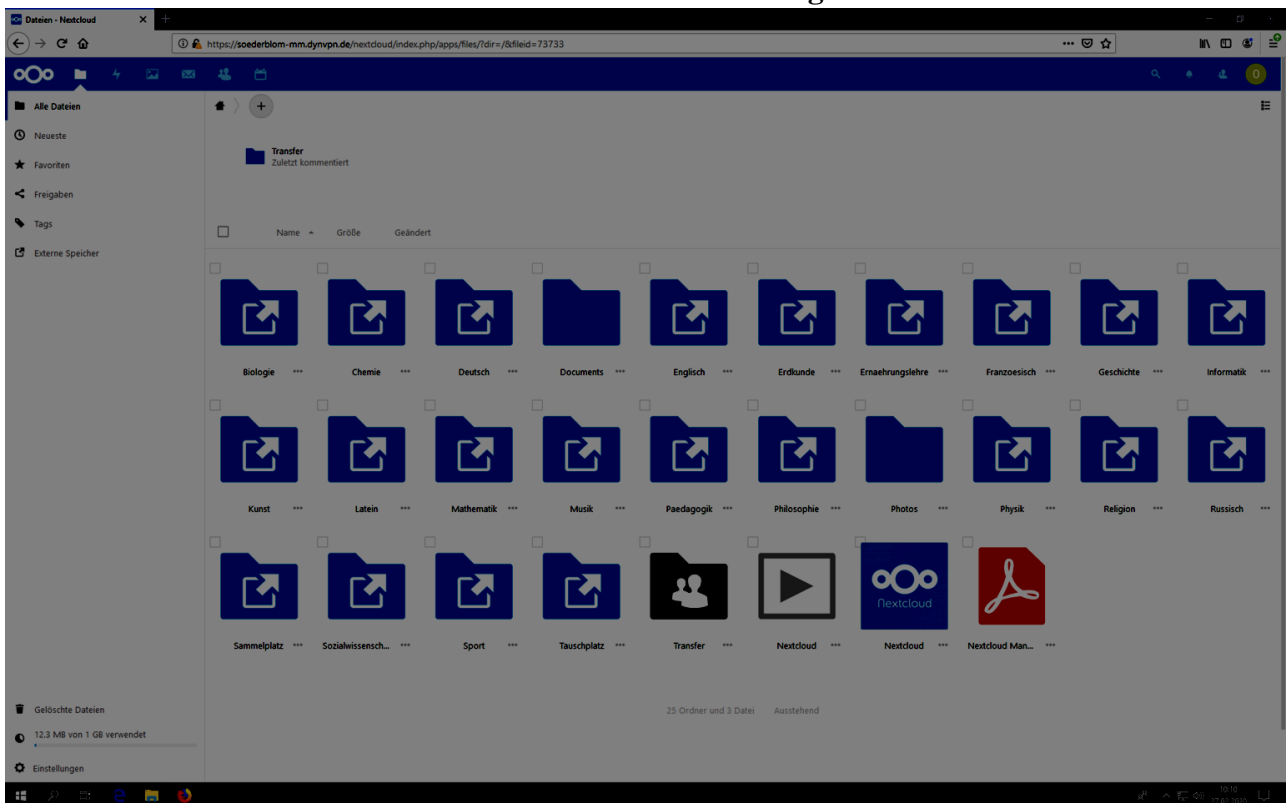 Dateien - Nextcloud
https://soederblom-mm.dynvpn.de/nextcloud/index.php/apps/files/?dir=/&fileid=73733
Alle Dateien
Neueste
Favoriten
Freigaben
Tags
Externe Speicher
Transfer
Zuletzt kommentiert
Name Größe Geändert
Biologie Chemie Deutsch Documents Englisch Erdkunde Ernaehrungslehre Franzoesisch Geschichte Informatik
Kunst Latein Mathematik Musik Paedagogik Philosophie Photos Physik Religion Russisch
Nextcloud
Sammelplatz Sozialwissensch... Sport Tauschplatz Transfer Nextcloud Nextcloud Nextcloud Man...
25 Ordner und 3 Datei Ausstehend
Gelöschte Dateien
12.3 MB von 1 GB verwendet
Einstellungen
10:10